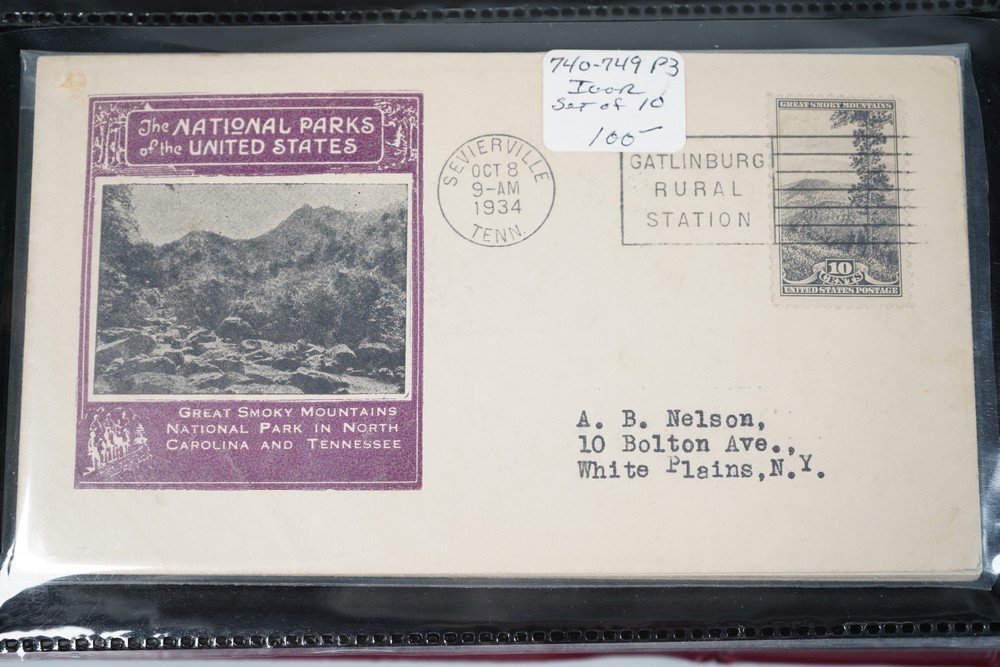 740-749 P3
Ioor
Set of 10
100-
The NATIONAL PARKS
of the UNITED STATES
SEVIERVILLE
OCT 8
9-AM
1934
TENN.
GATLINBURG
RURAL
STATION
GREAT SMOKY MOUNTAINS
10
CENTS
UNITED STATES POSTAGE
GREAT SMOKY MOUNTAINS
NATIONAL PARK IN NORTH
CAROLINA AND TENNESSEE
A. B. Nelson,
10 Bolton Ave.,
White Plains,N.Y.